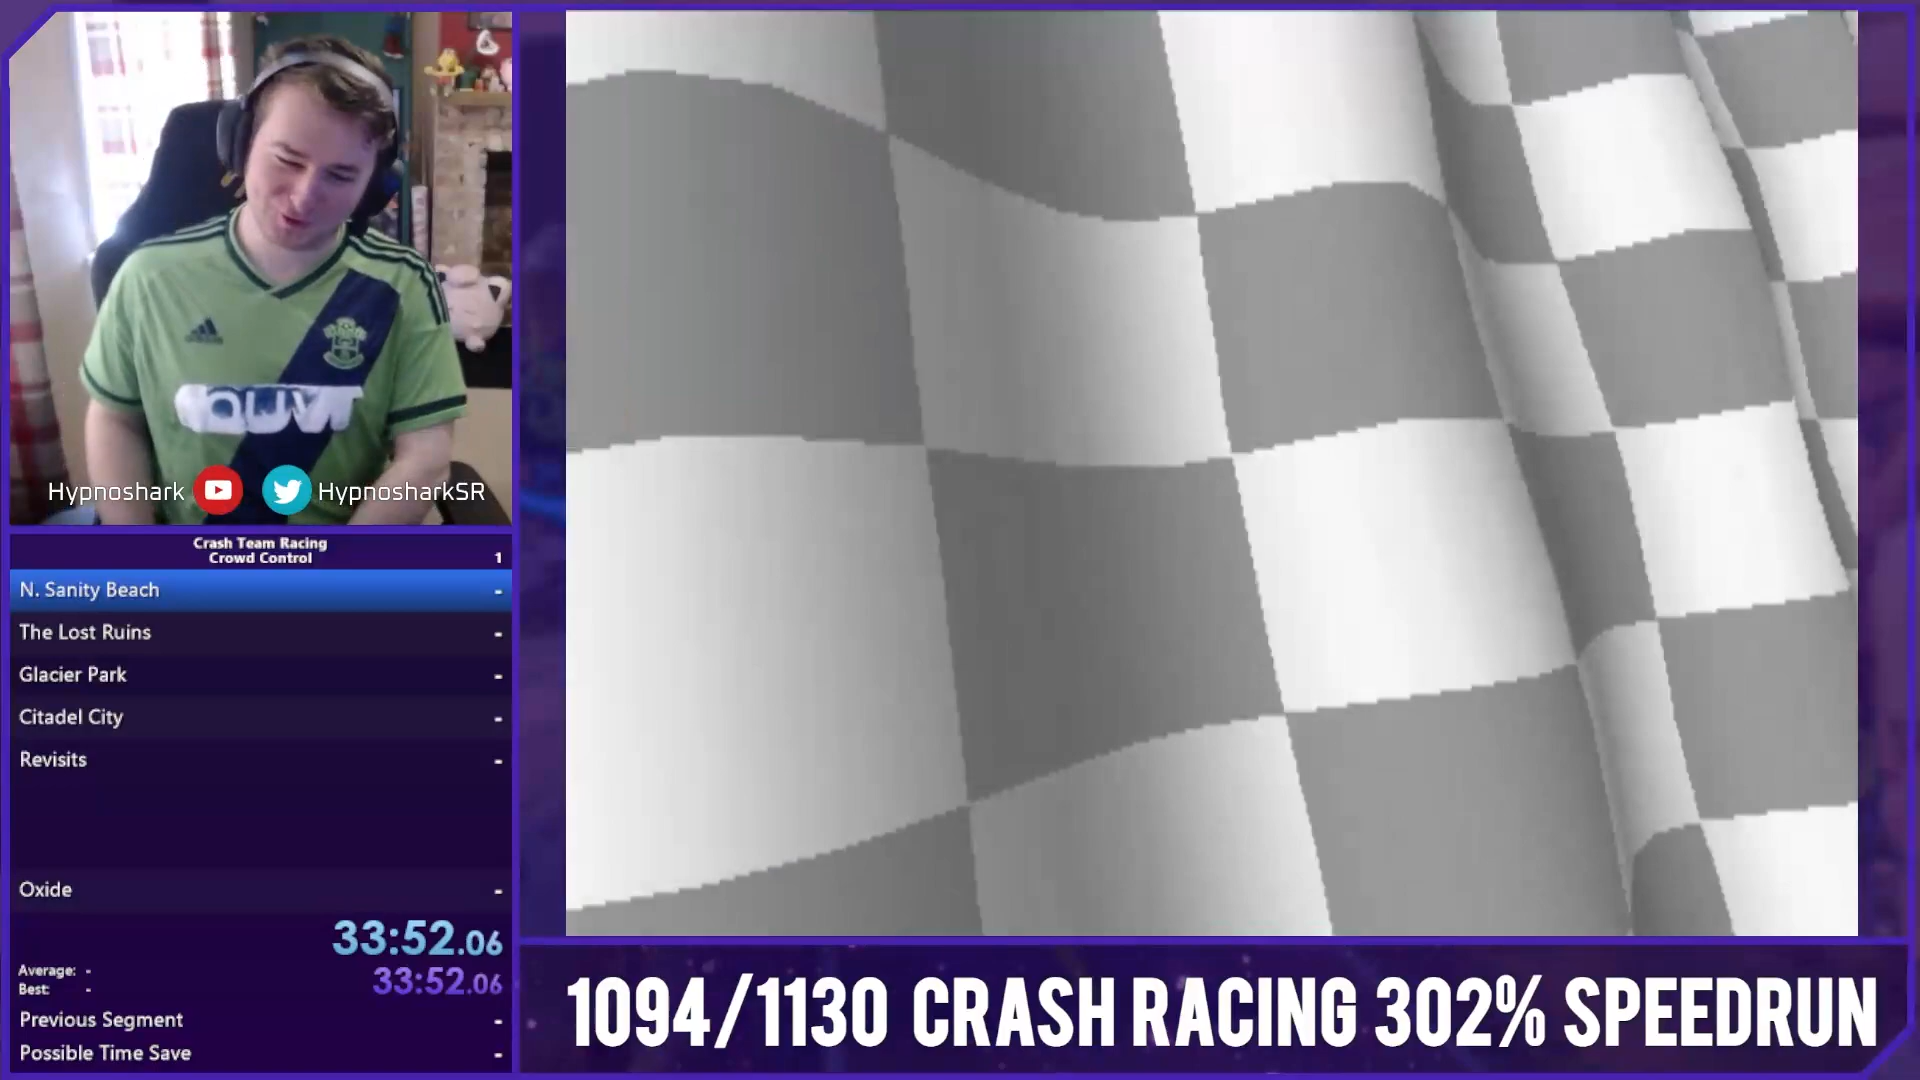 Hypnoshark
HypnosharkSR
Crash Team Racing
Crowd Control 1
N. Sanity Beach -
The Lost Ruins -
Glacier Park -
Citadel City -
Revisits -
Oxide -
33:52.06
Average: -
Best: -
33:52.06
Previous Segment -
Possible Time Save -
1094/1130 CRASH RACING 302% SPEEDRUN